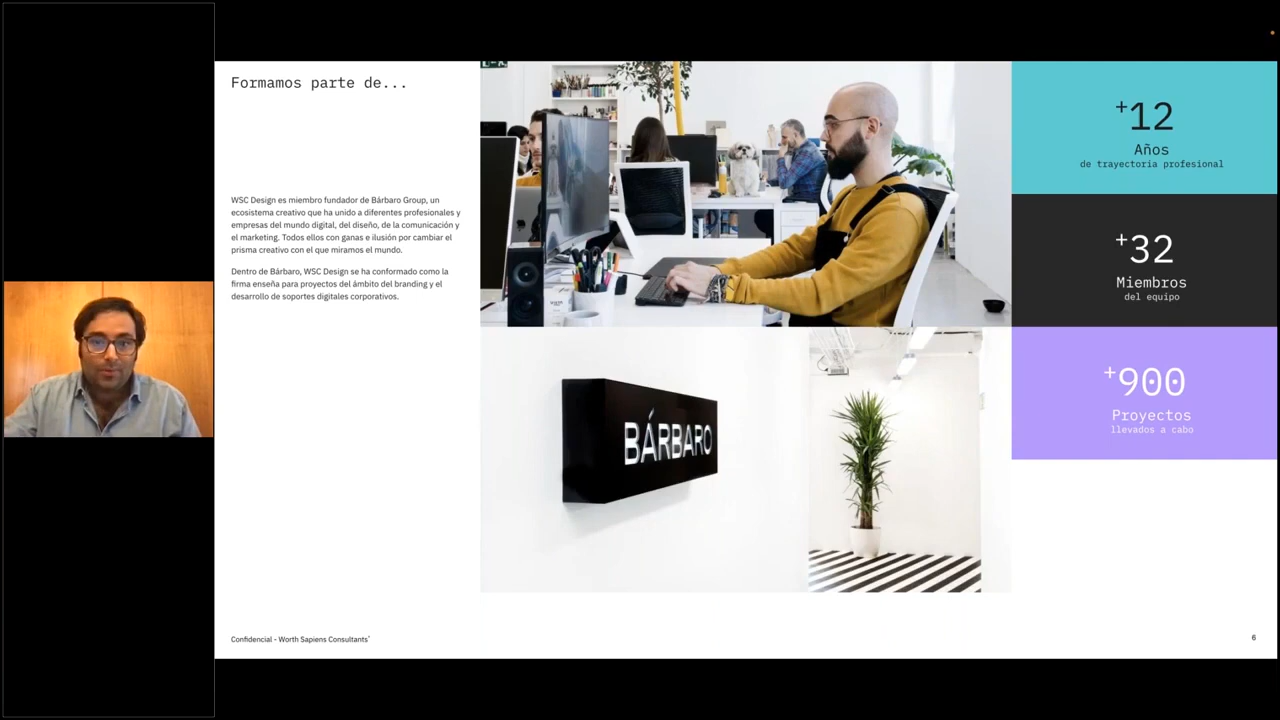 Formamos parte de...
WSC Design es miembro fundador de Bárbaro Group, un
ecosistema creativo que ha unido a diferentes profesionales y
empresas del mundo digital, del diseño, de la comunicación y
el marketing. Todos ellos con ganas e ilusión por cambiar el
prisma creativo con el que miramos el mundo.
Dentro de Bárbaro, WSC Design se ha conformado como la
firma enseña para proyectos del ámbito del branding y el
desarrollo de soportes digitales corporativos.
BÁRBARO
+12
Años
de trayectoria profesional
+32
Miembros
del equipo
+900
Proyectos
llevados a cabo
Confidencial - Worth Sapiens Consultants*
6